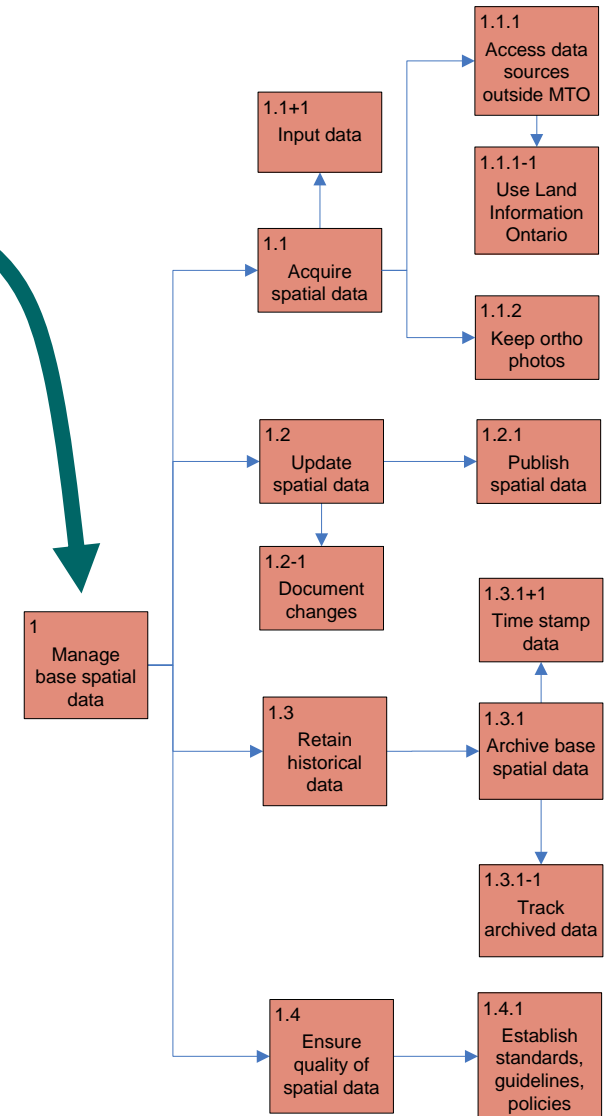 1.1.1
Access data
sources
outside MTO
1.1+1
Input data
1.1.1-1
Use Land
Information
Ontario
1.1
Acquire
spatial data
1.1.2
Keep ortho
photos
1.2
Update
spatial data
1.2.1
Publish
spatial data
1.2-1
Document
changes
1.3.1+1
Time stamp
data
1
Manage
base spatial
data
1.3
Retain
historical
data
1.3.1
Archive base
spatial data
1.3.1-1
Track
archived data
1.4
Ensure
quality of
spatial data
1.4.1
Establish
standards,
guidelines,
policies